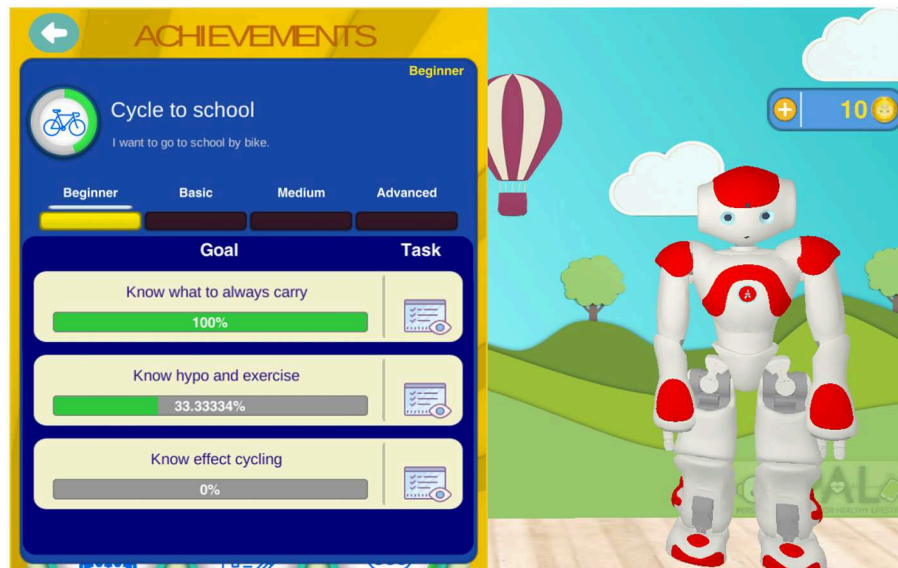 ACHIEVEMENTS
Beginner
Cycle to school
I want to go to school by bike.
Beginner Basic Medium Advanced
Goal Task
Know what to always carry
100%
Know hypo and exercise
33.33334%
Know effect cycling
0%
10